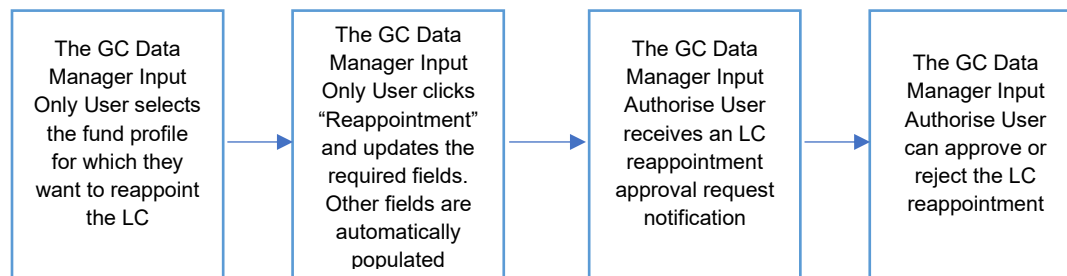 The GC Data
Manager Input
Only User selects
the fund profile
for which they
want to reappoint
the LC
The GC Data
Manager Input
Only User clicks
“Reappointment”
and updates the
required fields.
Other fields are
automatically
populated
The GC Data
Manager Input
Authorise User
receives an LC
reappointment
approval request
notification
The GC Data
Manager Input
Authorise User
can approve or
reject the LC
reappointment